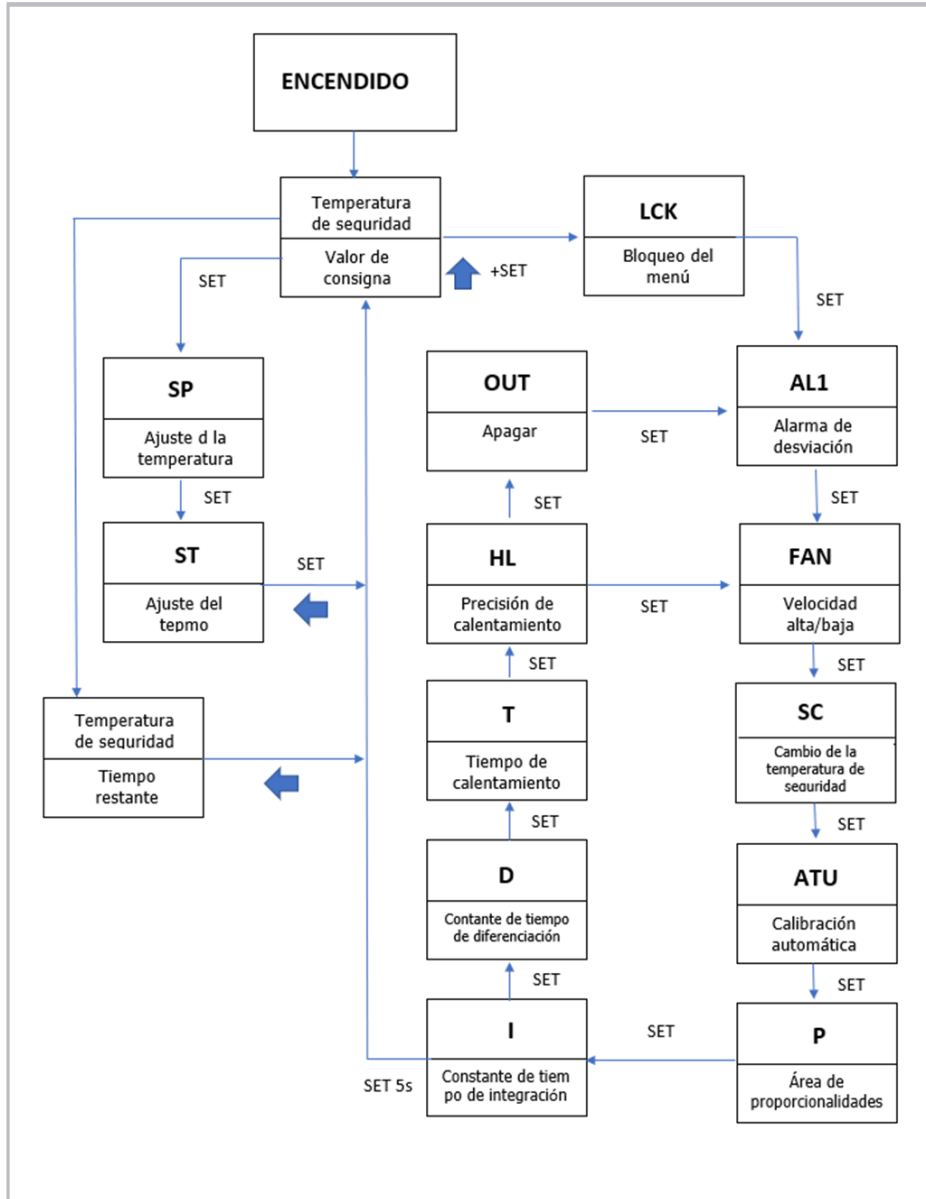 ENCENDIDO
Temperatura
de seguridad
Valor de
consigna
+SET
LCK
Bloqueo del
menú
SET
SET
SP
Ajuste d la
temperatura
SET
OUT
Apagar
SET
AL1
Alarma de
desviación
SET
SET
ST
Ajuste del
tepmo
SET
HL
Precisión de
calentamiento
SET
FAN
Velocidad
alta/baja
SET
SET
T
Tiempo de
calentamiento
SC
Cambio de la
temperatura de
seguridad
Temperatura
de seguridad
Tiempo
restante
SET
SET
D
Contante de tiempo
de diferenciación
ATU
Calibración
automática
SET
SET
I
Constante de tiem
po de integración
SET
P
Área de
proporcionalidades
SET 5s